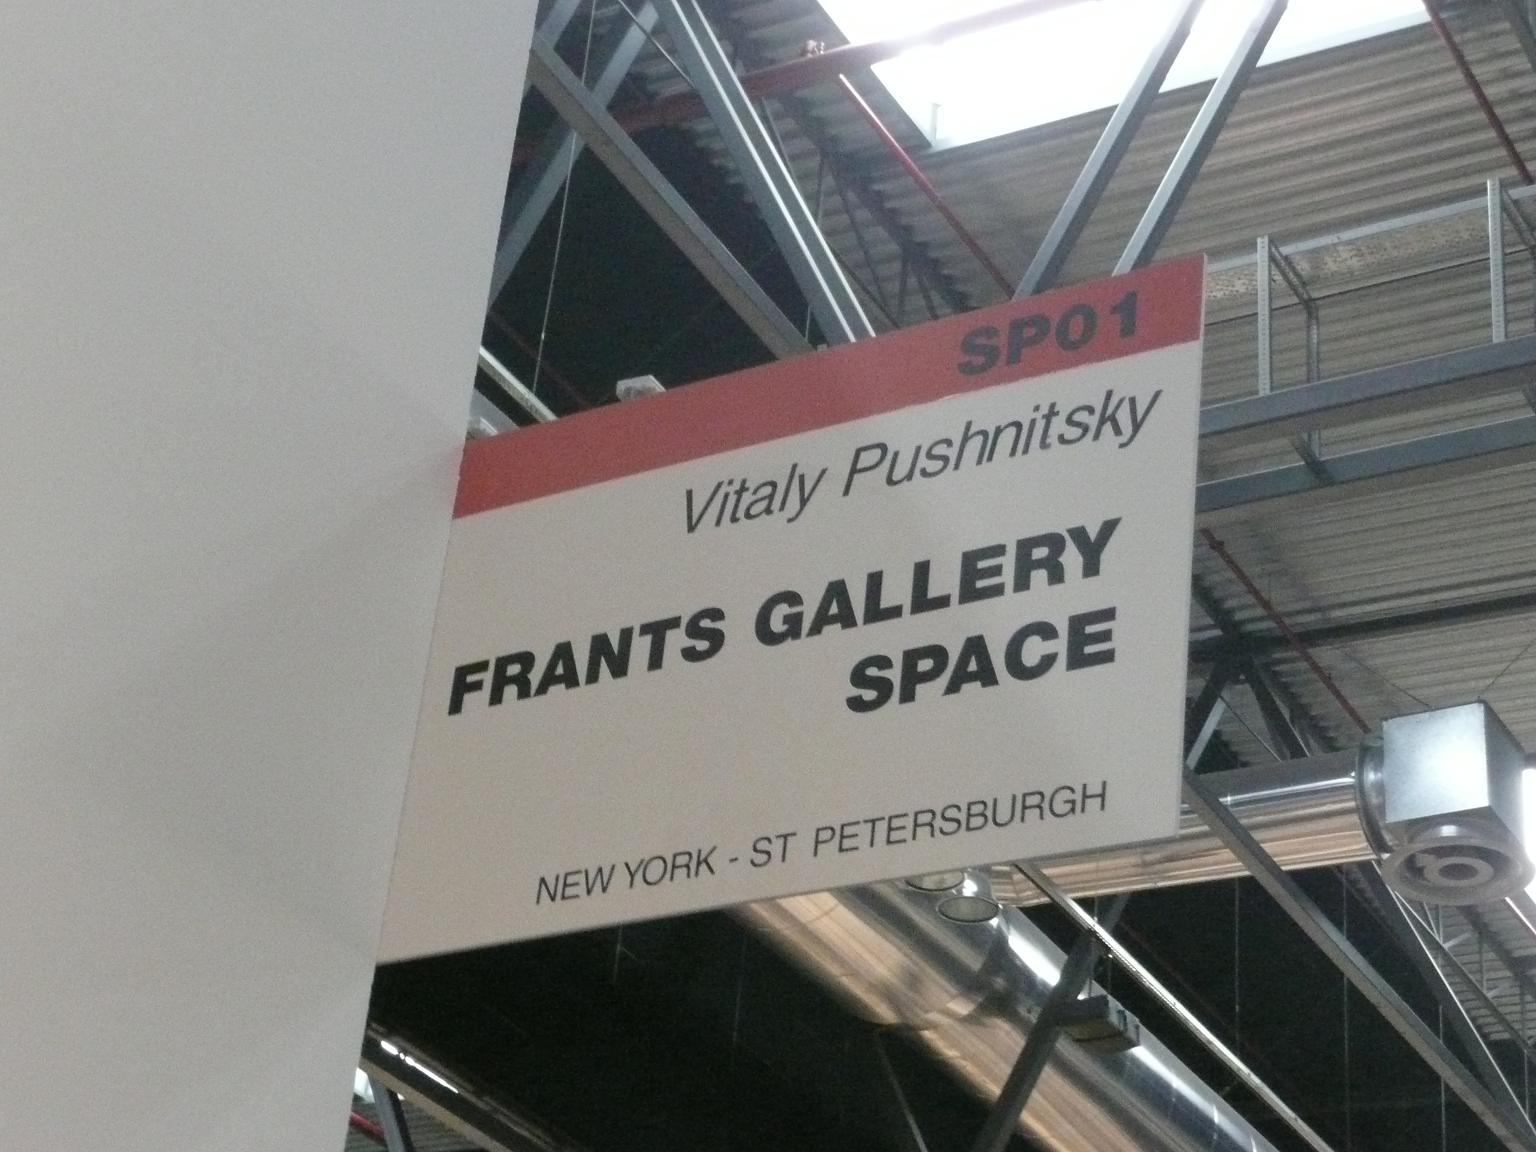 SP01
Vitaly Pushnitsky
FRANTS GALLERY
SPACE
NEW YORK - ST PETERSBURGH